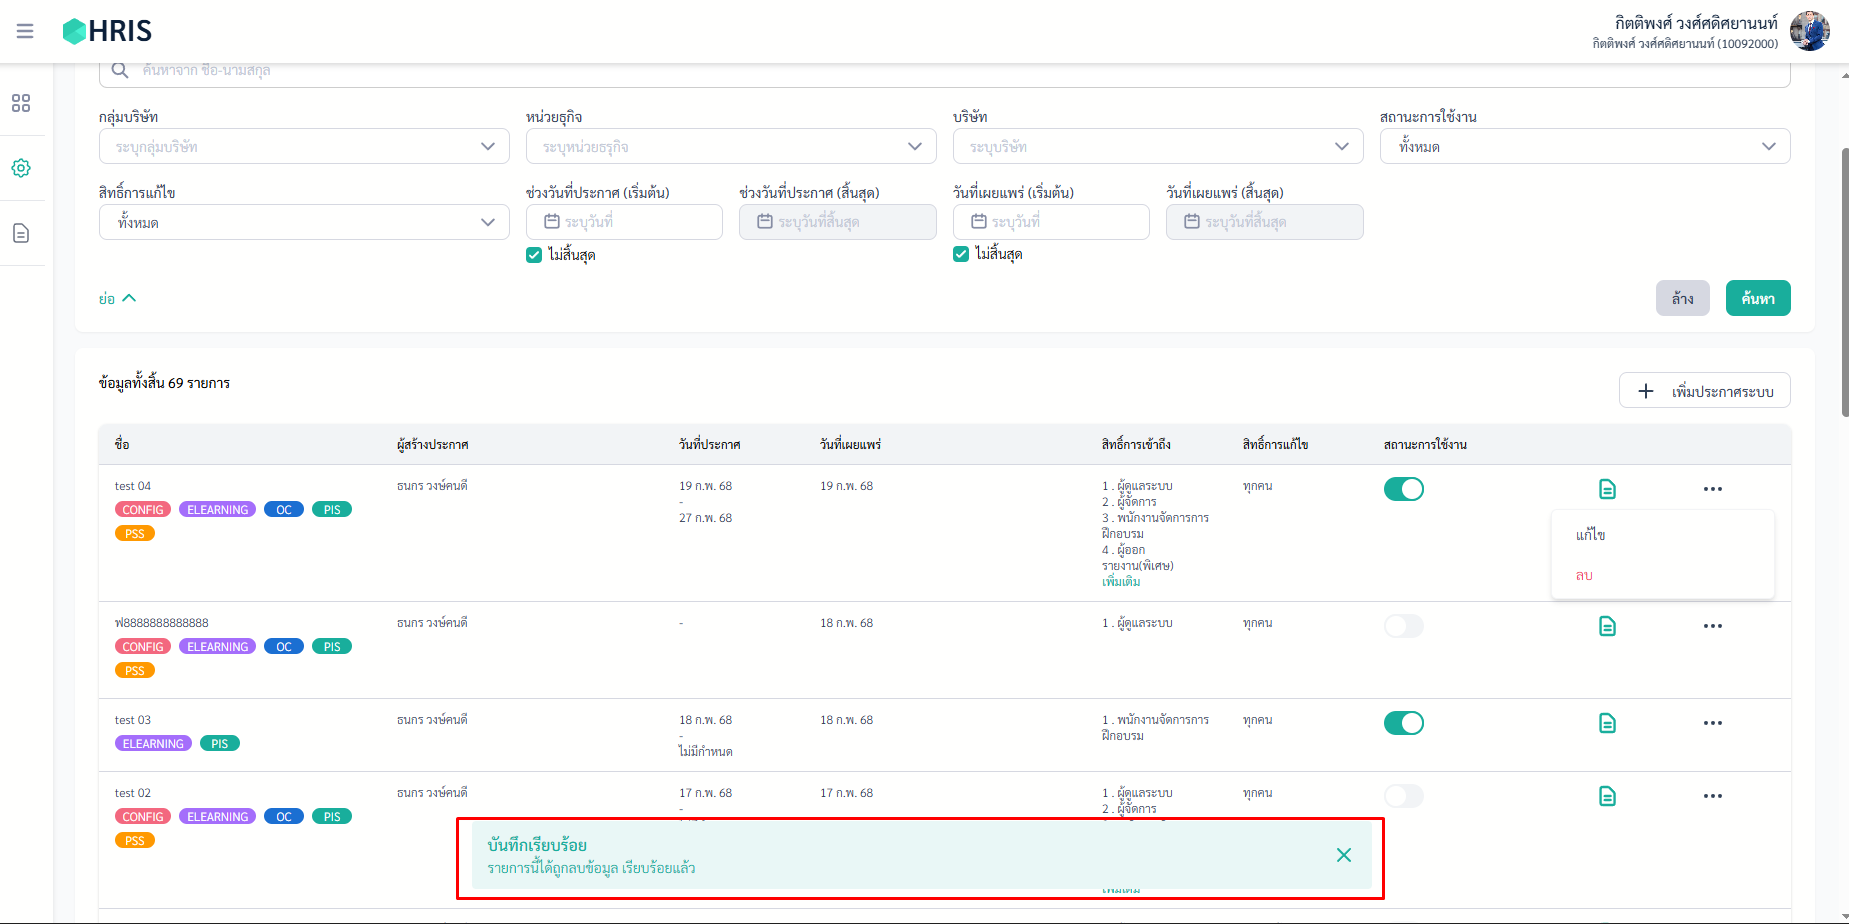 HRIS
กิตติพงศ์ วงศ์ศดิศยานนท์
กิตติพงศ์ วงศ์ศดิศยานนท์ (10092000)
ค้นหาจาก ชื่อ-นามสกุล
กลุ่มบริษัท หน่วยธุกิจ บริษัท สถานะการใช้งาน
ระบุกลุ่มบริษัท ระบุหน่วยธรุกิจ ระบุบริษัท ทั้งหมด
สิทธิ์การแก้ไข ช่วงวันที่ประกาศ (เริ่มต้น) ช่วงวันที่ประกาศ (สิ้นสุด) วันที่เผยแพร่ (เริ่มต้น) วันที่เผยแพร่ (สิ้นสุด)
ทั้งหมด ระบุวันที่ ระบุวันที่สิ้นสุด ระบุวันที่ ระบุวันที่สิ้นสุด
ไม่สิ้นสุด ไม่สิ้นสุด
ย่อ ล้าง ค้นหา
ข้อมูลทั้งสิ้น 69 รายการ
เพิ่มประกาศระบบ
ชื่อ ผู้สร้างประกาศ วันที่ประกาศ วันที่เผยแพร่ สิทธิ์การเข้าถึง สิทธิ์การแก้ไข สถานะการใช้งาน
test 04 ธนกร วงษ์คนดี 19 ก.พ. 68 19 ก.พ. 68 1 . ผู้ดูแลระบบ ทุกคน
CONFIG ELEARNING OC PIS - 2 . ผู้จัดการ
27 ก.พ. 68 3 . พนักงานจัดการการ
PSS ฝึกอบรม
แก้ไข
4 . ผู้ออก
รายงาน(พิเศษ)
ลบ
เพิ่มเติม
ฟ8888888888888 ธนกร วงษ์คนดี - 18 ก.พ. 68 1 . ผู้ดูแลระบบ ทุกคน
CONFIG ELEARNING OC PIS
PSS
test 03 ธนกร วงษ์คนดี 18 ก.พ. 68 18 ก.พ. 68 1 . พนักงานจัดการการ ทุกคน
ELEARNING PIS - ฝึกอบรม
ไม่มีกำหนด
test 02 ธนกร วงษ์คนดี 17 ก.พ. 68 17 ก.พ. 68 1 . ผู้ดูแลระบบ ทุกคน
CONFIG ELEARNING OC PIS - 2 . ผู้จัดการ
PSS
บันทึกเรียบร้อย
รายการนี้ได้ถูกลบข้อมูล เรียบร้อยแล้ว
เพิ่มเติม